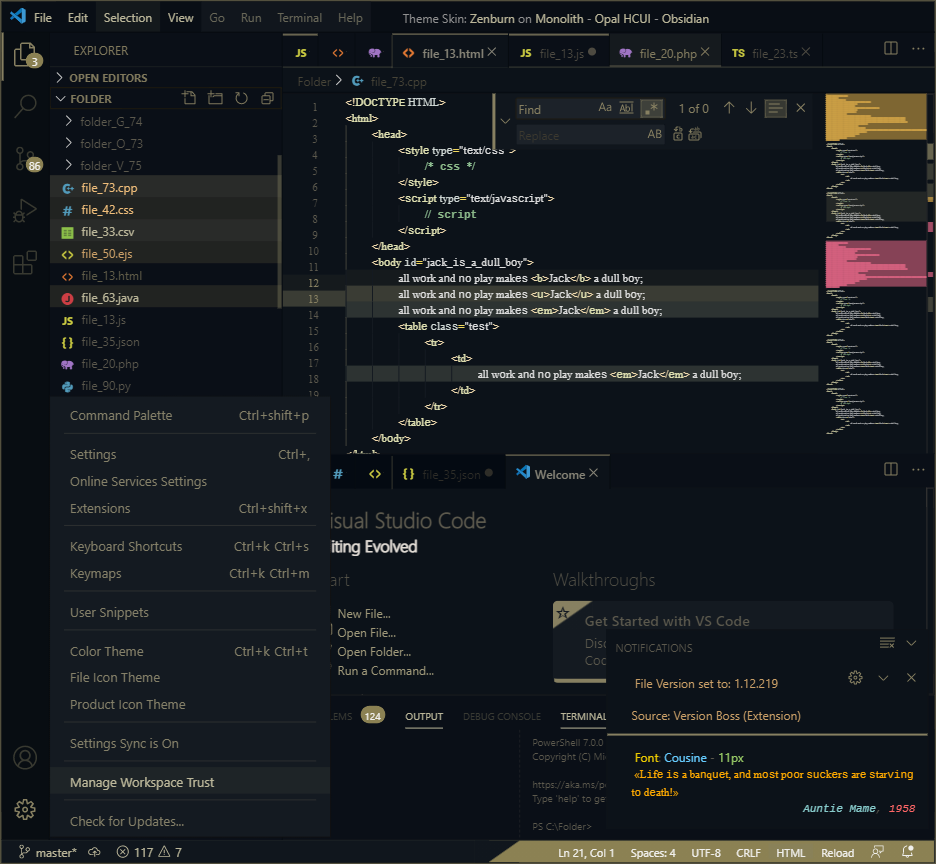 File Edit Selection View Go Run Terminal Help Theme Skin: Zenburn on Monolith - Opal HCUI - Obsidian
3
86
EXPLORER
OPEN EDITORS
FOLDER
folder_G_74
folder_O_73
folder_V_75
file_73.cpp
file_42.css
file_33.csv
file_50.ejs
file_13.html
file_63.java
file_13.js
file_35.json
file_20.php
file_90.py
JS file_13.html JS file_13.js file_20.php TS file_23.ts
Folder file_73.cpp
Find Aa Abl .* 1 of 0
Replace AB
1 <!DOCTYPE HTML>
2 <html>
3 <head>
4 <style type="text/css">
5 /* css */
6 </style>
7 <script type="text/javascript">
8 // script
9 </script>
10 </head>
11 <body id="jack_is_a_dull_boy">
12 all work and no play makes <b>Jack</b> a dull boy;
13 all work and no play makes <u>Jack</u> a dull boy;
14 all work and no play makes <em>Jack</em> a dull boy;
15 <table class="test">
16 <tr>
17 <td>
18 all work and no play makes <em>Jack</em> a dull boy;
19 </td>
</tr>
</table>
</body>
Command Palette Ctrl+shift+p
Settings Ctrl+,
Online Services Settings
Extensions Ctrl+shift+x
Keyboard Shortcuts Ctrl+k Ctrl+s
Keymaps Ctrl+k Ctrl+m
User Snippets
Color Theme Ctrl+k Ctrl+t
File Icon Theme
Product Icon Theme
Settings Sync is On
Manage Workspace Trust
Check for Updates...
# <> {} file_35.json Welcome
isual Studio Code
iting Evolved
art
New File...
Open File...
Open Folder...
Run a Command...
Walkthroughs
Get Started with VS Code
Disc
Coc
LEMS 124 OUTPUT DEBUG CONSOLE TERMINAL
PowerShell 7.0.0
Copyright (C) Mi
https://aka.ms/p
Type 'help' to ge
PS C:\Folder>
NOTIFICATIONS
File Version set to: 1.12.219
Source: Version Boss (Extension)
Font: Cousine - 11px
«Life is a banquet, and most poor suckers are starving
to death!»
Auntie Mame, 1958
master* 117 7 Ln 21, Col 1 Spaces: 4 UTF-8 CRLF HTML Reload